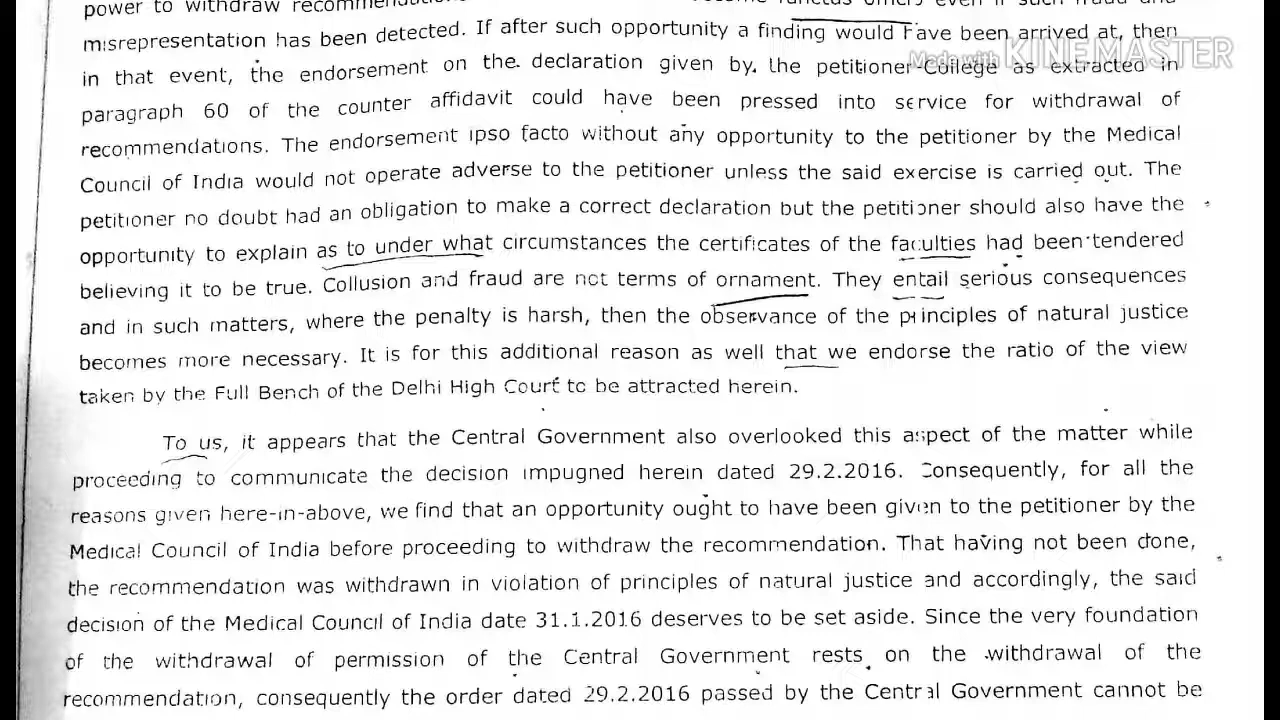 power to withdraw
misrepresentation has been detected. If after such opportunity a finding would have been arrived at, then
Made with KINEMASTER
in that event, the endorsement on the declaration given by the petitioner-College as extracted in
paragraph 60 of the counter affidavit could have been pressed into service for withdrawal of
recommendations. The endorsement ipso facto without any opportunity to the petitioner by the Medical
Council of India would not operate adverse to the petitioner unless the said exercise is carried out. The
petitioner no doubt had an obligation to make a correct declaration but the petitioner should also have the
opportunity to explain as to under what circumstances the certificates of the faculties had been tendered
believing it to be true. Collusion and fraud are not terms of ornament. They entail serious consequences
and in such matters, where the penalty is harsh, then the observance of the principles of natural justice
becomes more necessary. It is for this additional reason as well that we endorse the ratio of the view
taken by the Full Bench of the Delhi High Court to be attracted herein.
To us, it appears that the Central Government also overlooked this aspect of the matter while
proceeding to communicate the decision impugned herein dated 29.2.2016. Consequently, for all the
reasons given here-in-above, we find that an opportunity ought to have been given to the petitioner by the
Medical Council of India before proceeding to withdraw the recommendation. That having not been done,
the recommendation was withdrawn in violation of principles of natural justice and accordingly, the said
decision of the Medical Council of India date 31.1.2016 deserves to be set aside. Since the very foundation
of the withdrawal of permission of the Central Government rests on the withdrawal of the
recommendation, consequently the order dated 29.2.2016 passed by the Central Government cannot be